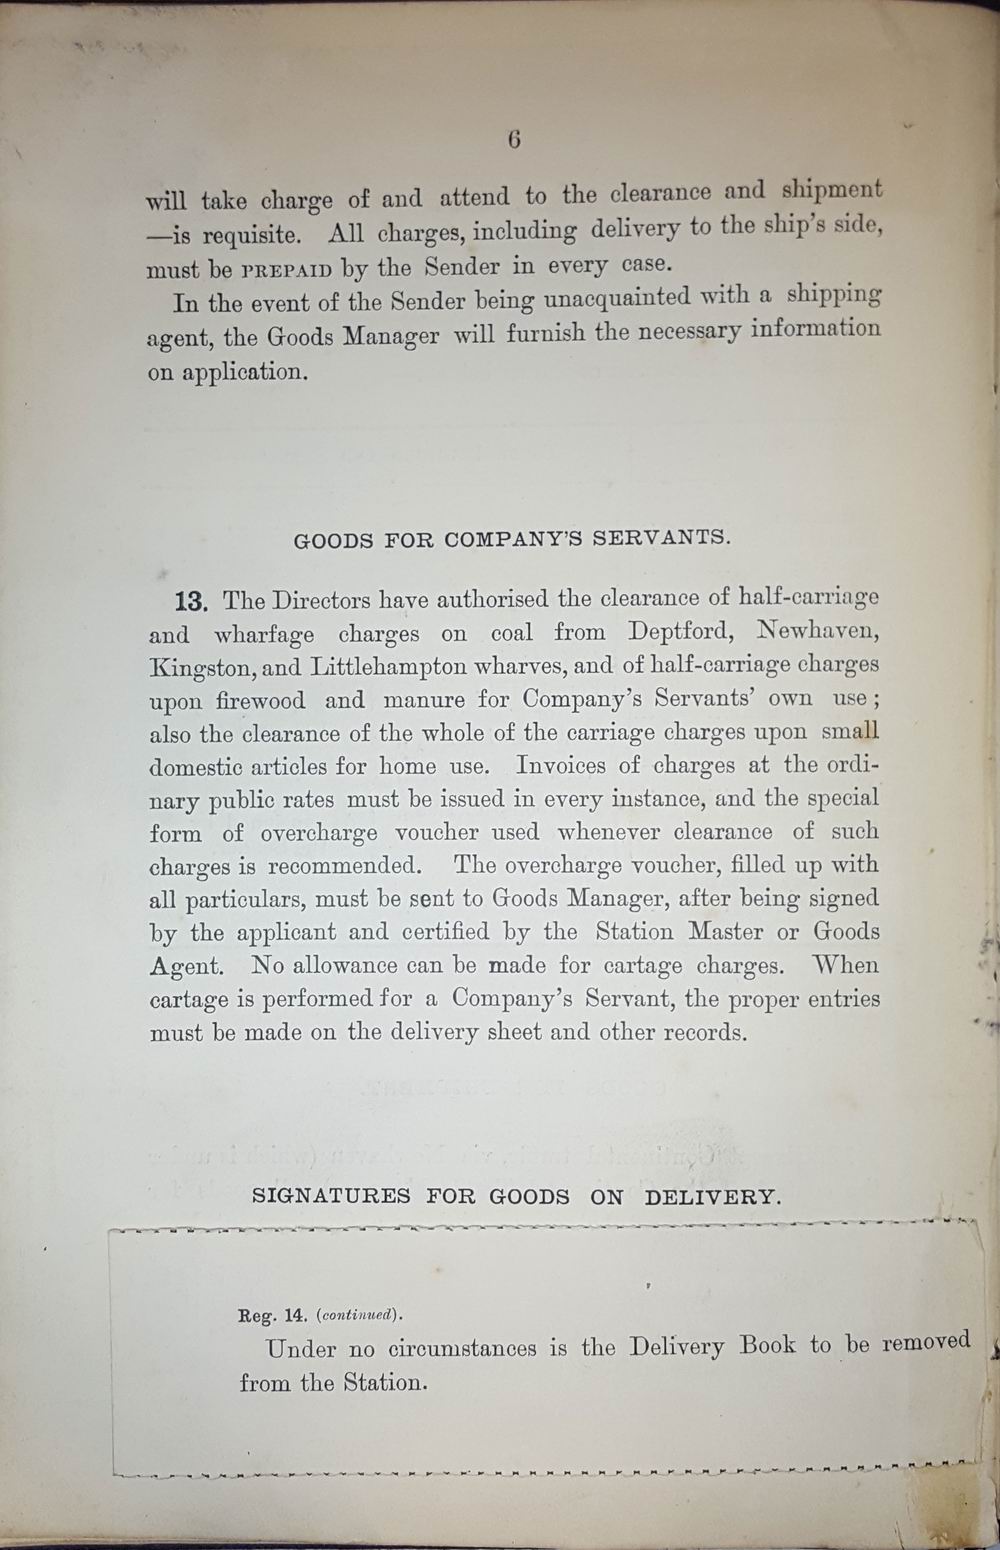 6
will take charge of and attend to the clearance and shipment
—is requisite. All charges, including delivery to the ship's side,
must be PREPAID by the Sender in every case.
In the event of the Sender being unacquainted with a shipping
agent, the Goods Manager will furnish the necessary information
on application.
GOODS FOR COMPANY'S SERVANTS.
13. The Directors have authorised the clearance of half-carriage
and wharfage charges on coal from Deptford, Newhaven,
Kingston, and Littlehampton wharves, and of half-carriage charges
upon firewood and manure for Company's Servants' own use;
also the clearance of the whole of the carriage charges upon small
domestic articles for home use. Invoices of charges at the ordi-
nary public rates must be issued in every instance, and the special
form of overcharge voucher used whenever clearance of such
charges is recommended. The overcharge voucher, filled up with
all particulars, must be sent to Goods Manager, after being signed
by the applicant and certified by the Station Master or Goods
Agent. No allowance can be made for cartage charges. When
cartage is performed for a Company's Servant, the proper entries
must be made on the delivery sheet and other records.
SIGNATURES FOR GOODS ON DELIVERY.
Reg. 14. (continued).
Under no circumstances is the Delivery Book to be removed
from the Station.